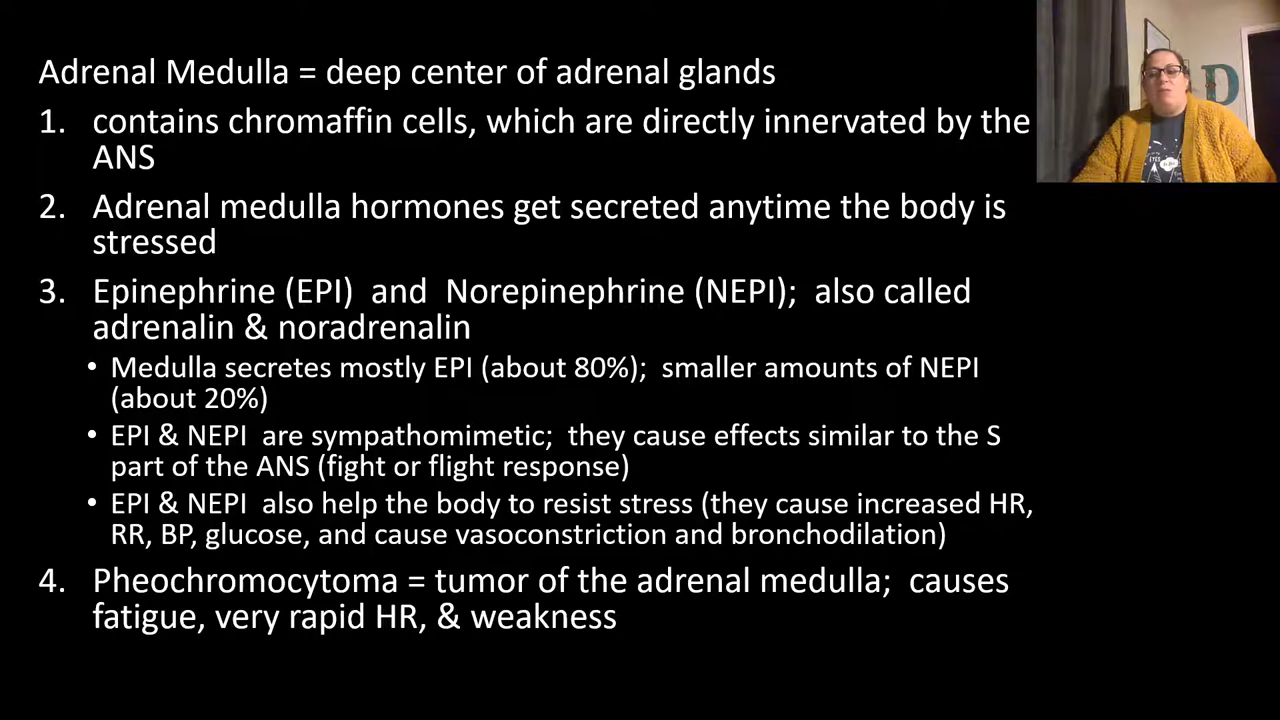 Adrenal Medulla = deep center of adrenal glands
1. contains chromaffin cells, which are directly innervated by the
ANS
2. Adrenal medulla hormones get secreted anytime the body is
stressed
3. Epinephrine (EPI) and Norepinephrine (NEPI); also called
adrenalin & noradrenalin
• Medulla secretes mostly EPI (about 80%); smaller amounts of NEPI
(about 20%)
• EPI & NEPI are sympathomimetic; they cause effects similar to the S
part of the ANS (fight or flight response)
• EPI & NEPI also help the body to resist stress (they cause increased HR,
RR, BP, glucose, and cause vasoconstriction and bronchodilation)
4. Pheochromocytoma = tumor of the adrenal medulla; causes
fatigue, very rapid HR, & weakness
D
EYES